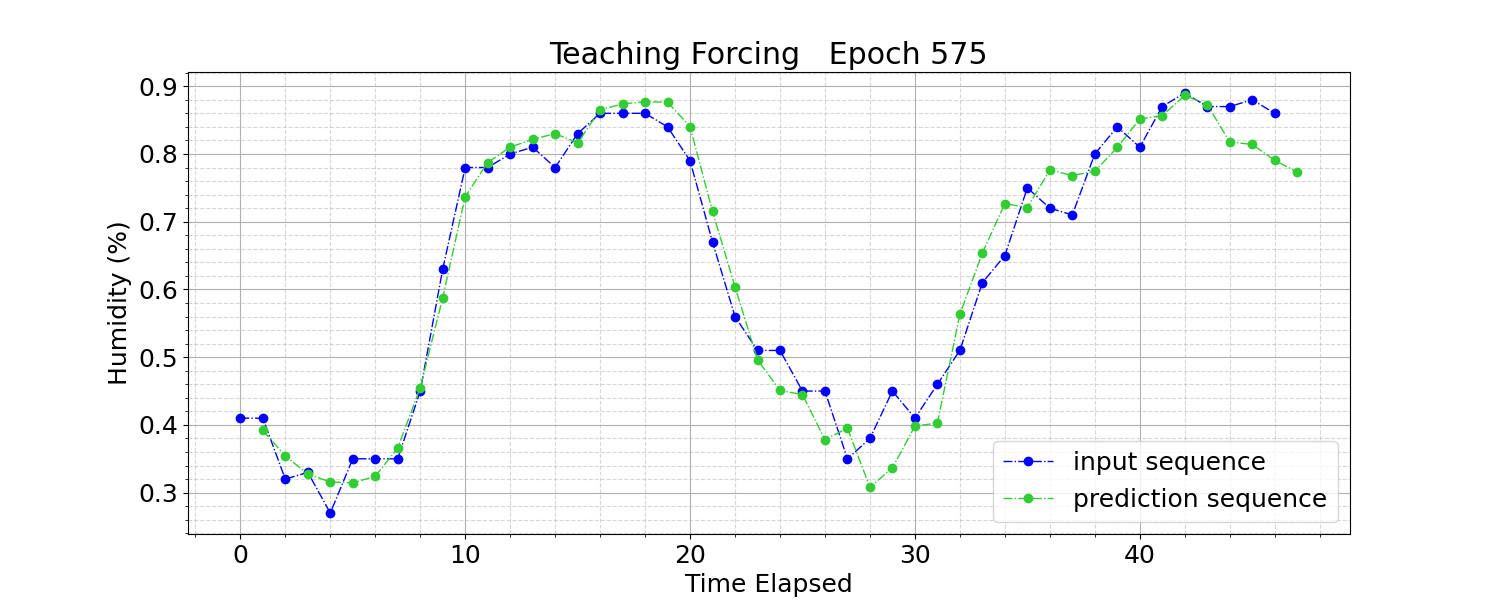 Teaching Forcing   Epoch 575
Humidity (%)
0.9
0.8
0.7
0.6
0.5
0.4
0.3
0 10 20 30 40
Time Elapsed
input sequence
prediction sequence